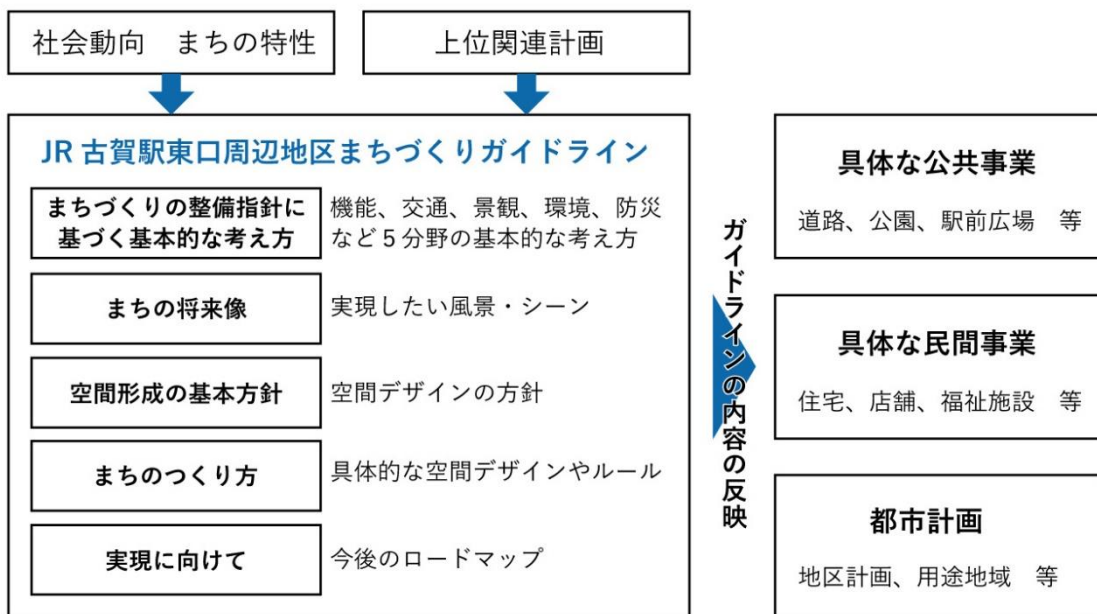 社会動向　まちの特性
上位関連計画
JR 古賀駅東口周辺地区まちづくりガイドライン
まちづくりの整備指針に
基づく基本的な考え方
機能、交通、景観、環境、防災
など 5 分野の基本的な考え方
まちの将来像
実現したい風景・シーン
空間形成の基本方針
空間デザインの方針
まちのつくり方
具体的な空間デザインやルール
実現に向けて
今後のロードマップ
ガイドラインの内容の反映
具体な公共事業
道路、公園、駅前広場　等
具体な民間事業
住宅、店舗、福祉施設　等
都市計画
地区計画、用途地域　等